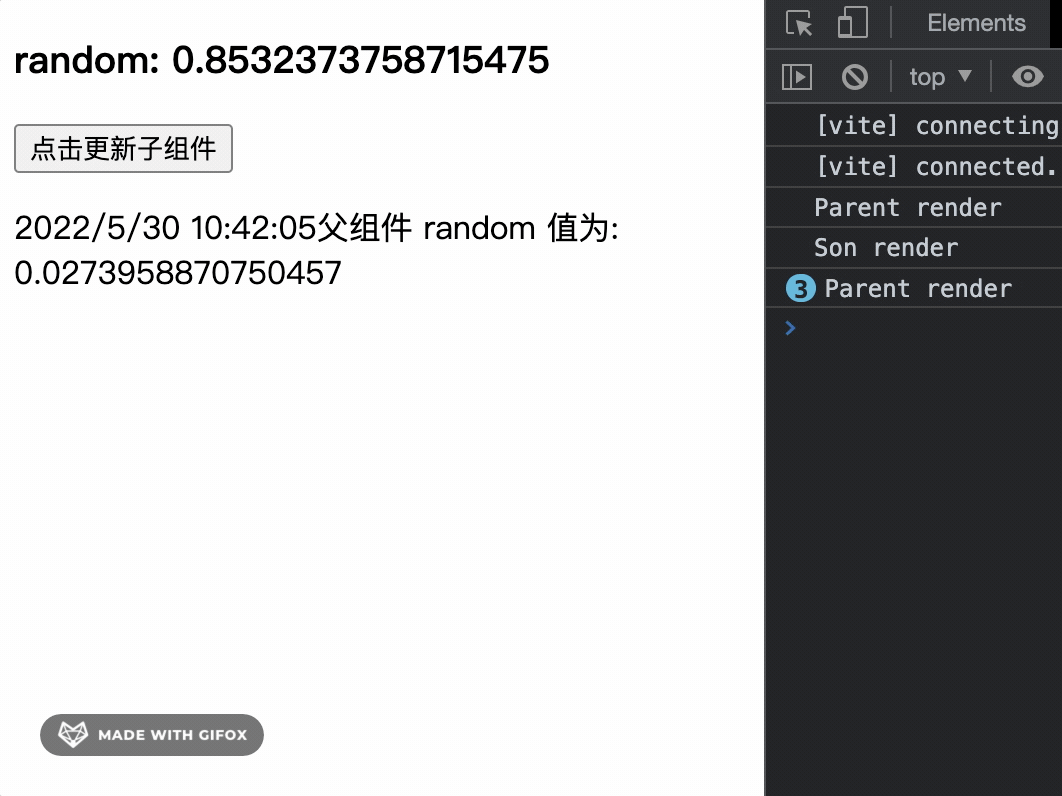 random: 0.8532373758715475
点击更新子组件
2022/5/30 10:42:05父组件 random 值为:
0.0273958870750457
MADE WITH GIFOX
Elements
top
[vite] connecting
[vite] connected.
Parent render
Son render
3 Parent render